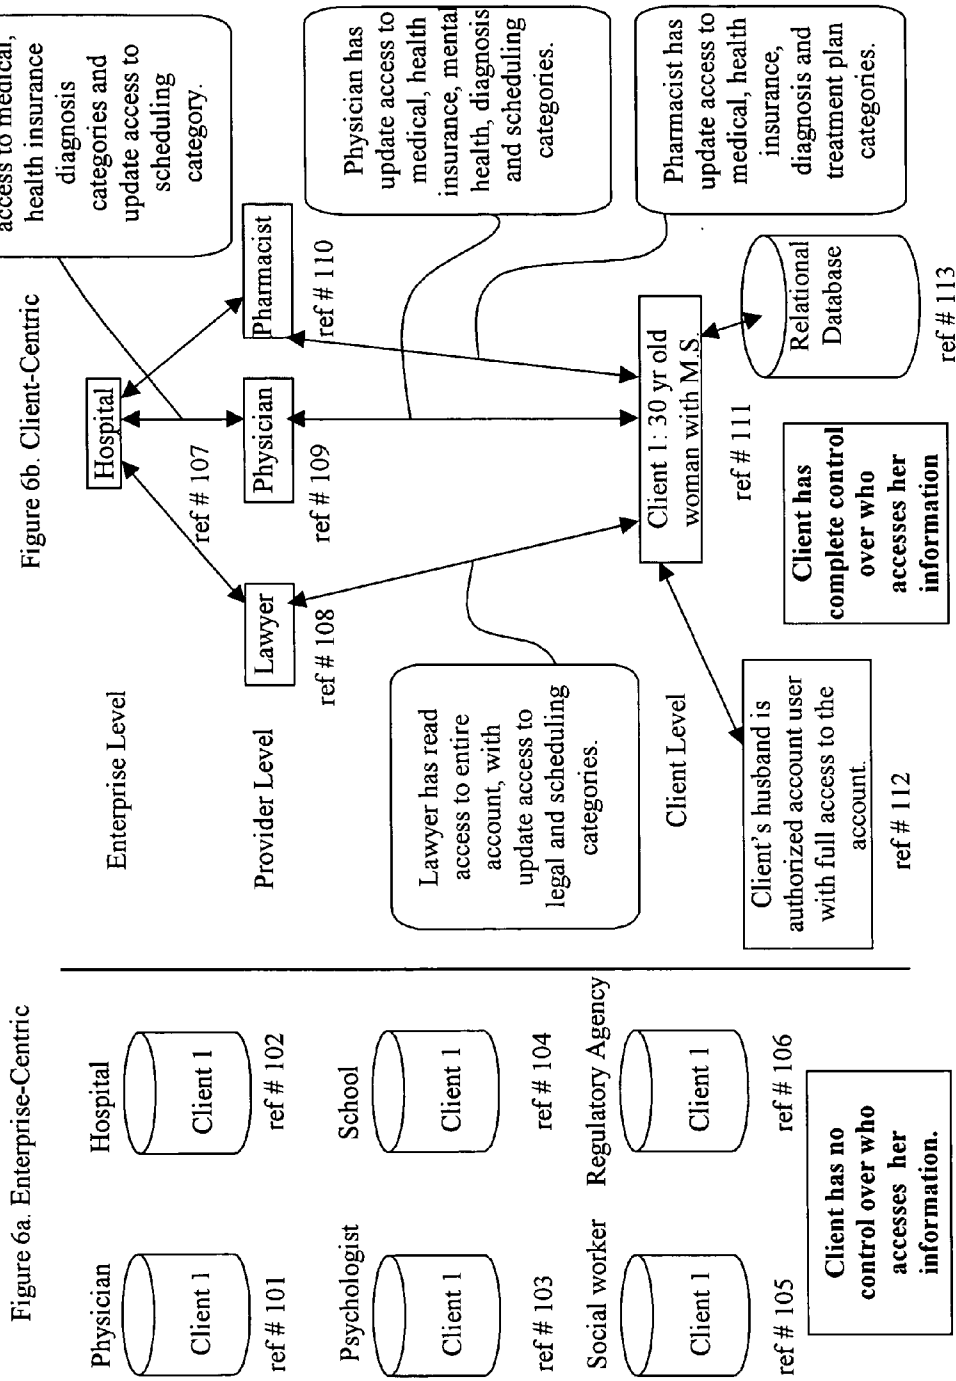 Figure 6a. Enterprise-Centric
Physician
Client 1
ref # 101
Hospital
Client 1
ref # 102
Psychologist
Client 1
ref # 103
School
Client 1
ref # 104
Social worker
Client 1
ref # 105
Regulatory Agency
Client 1
ref # 106
Client has no
control over who
accesses her
information.
Figure 6b. Client-Centric
Enterprise Level
Hospital
ref # 107
access to medical,
health insurance
diagnosis
categories and
update access to
scheduling
category.
Provider Level
Lawyer
ref # 108
Physician
ref # 109
Pharmacist
ref # 110
Lawyer has read
access to entire
account, with
update access to
legal and scheduling
categories.
Physician has
update access to
medical, health
insurance, mental
health, diagnosis
and scheduling
categories.
Pharmacist has
update access to
medical, health
insurance,
diagnosis and
treatment plan
categories.
Client Level
Client 1: 30 yr old
woman with M.S.
ref # 111
Client's husband is
authorized account user
with full access to the
account.
ref # 112
Relational
Database
ref # 113
Client has
complete control
over who
accesses her
information